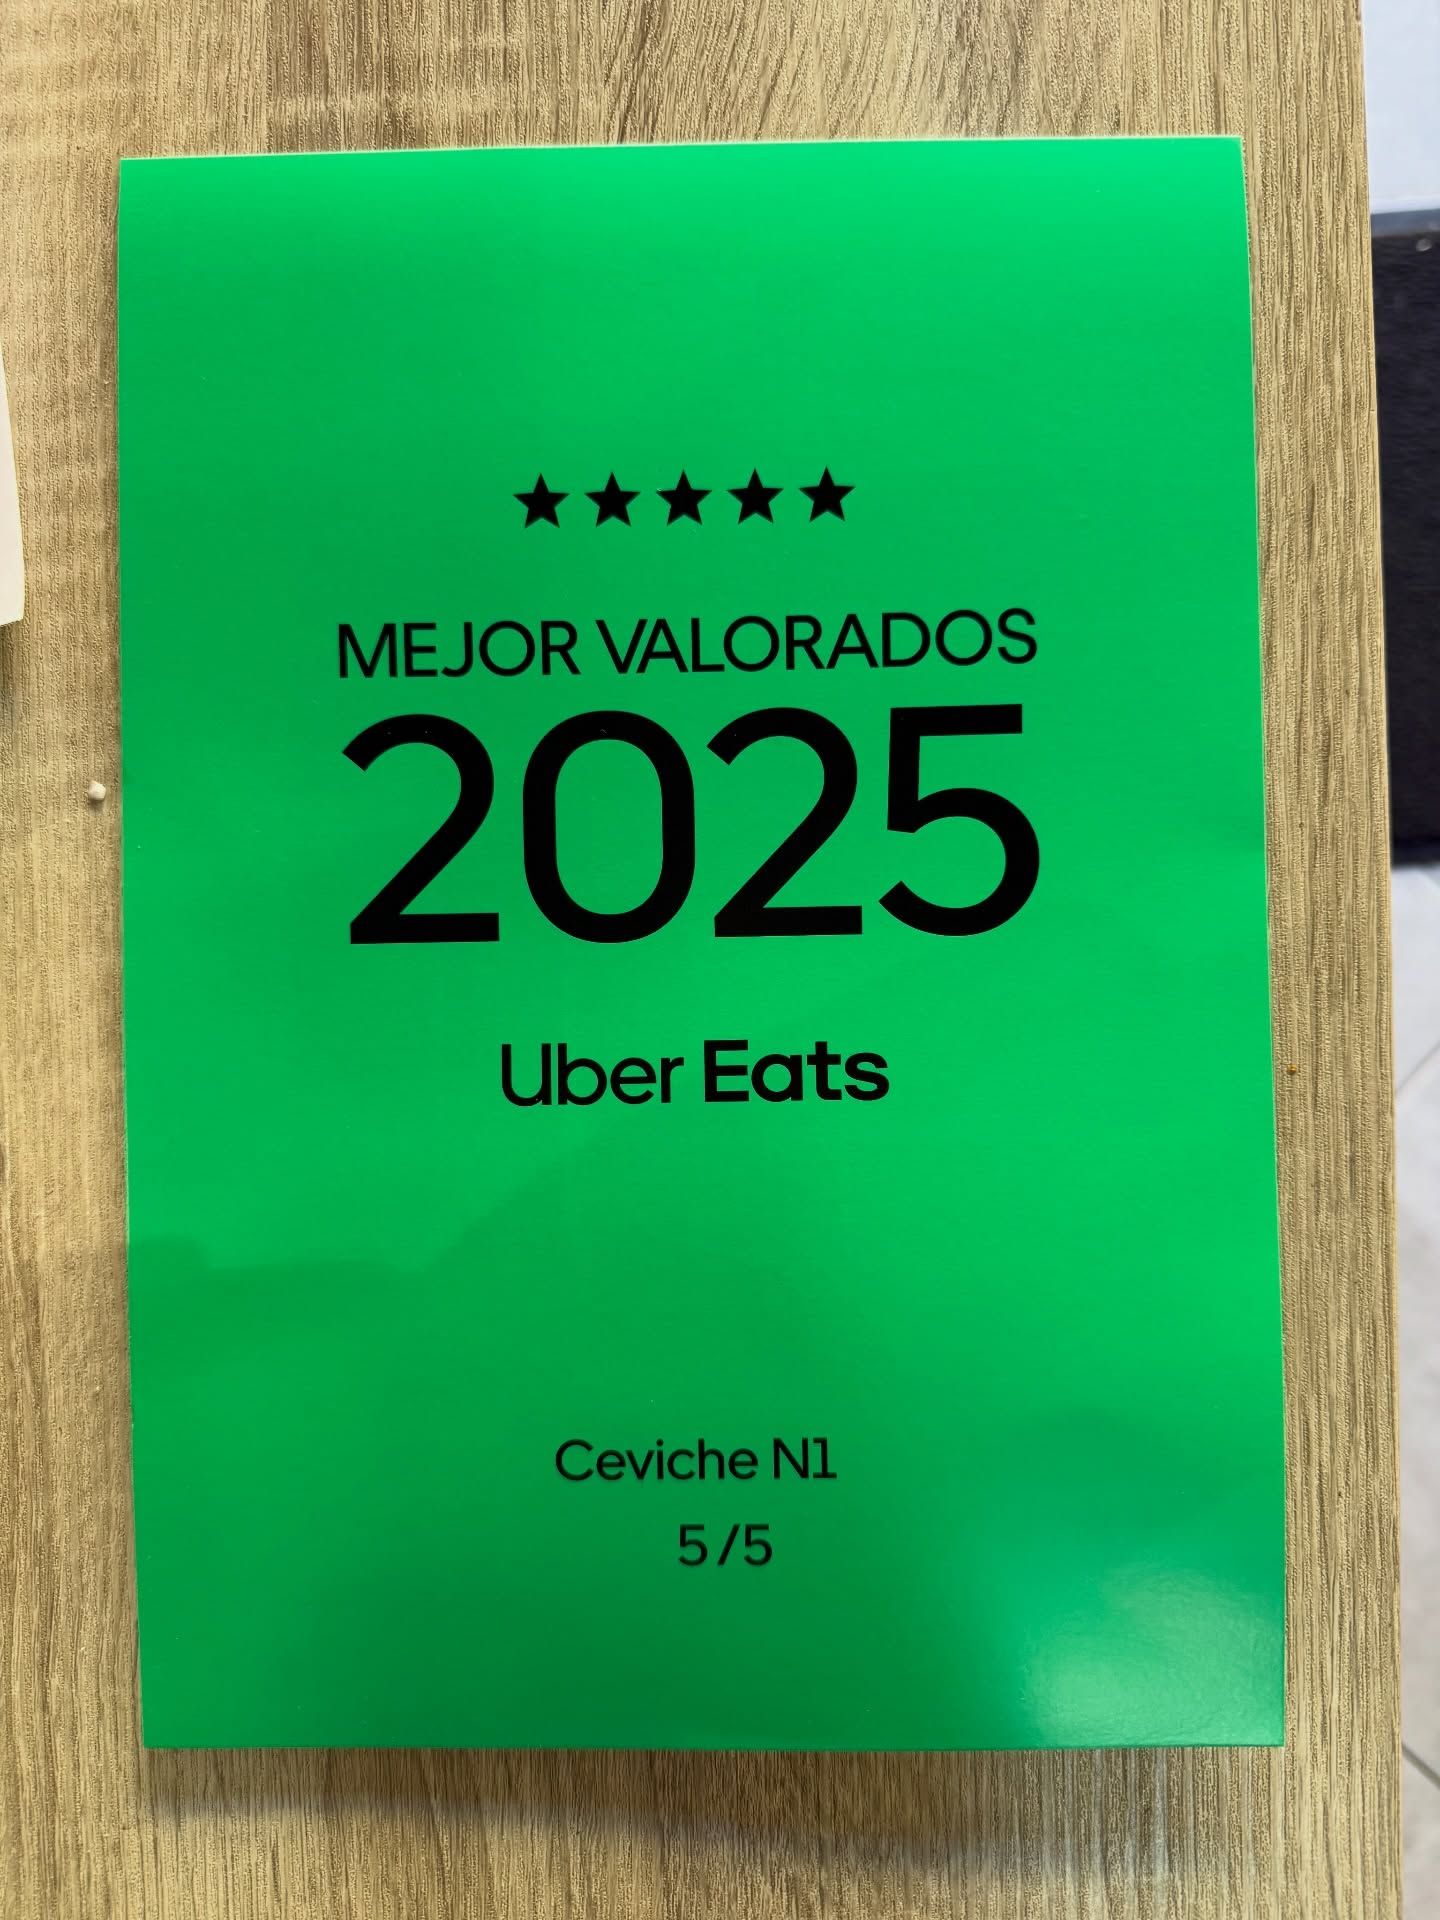 ★★★★★
MEJOR VALORADOS
2025
Uber Eats
Ceviche N1
5/5